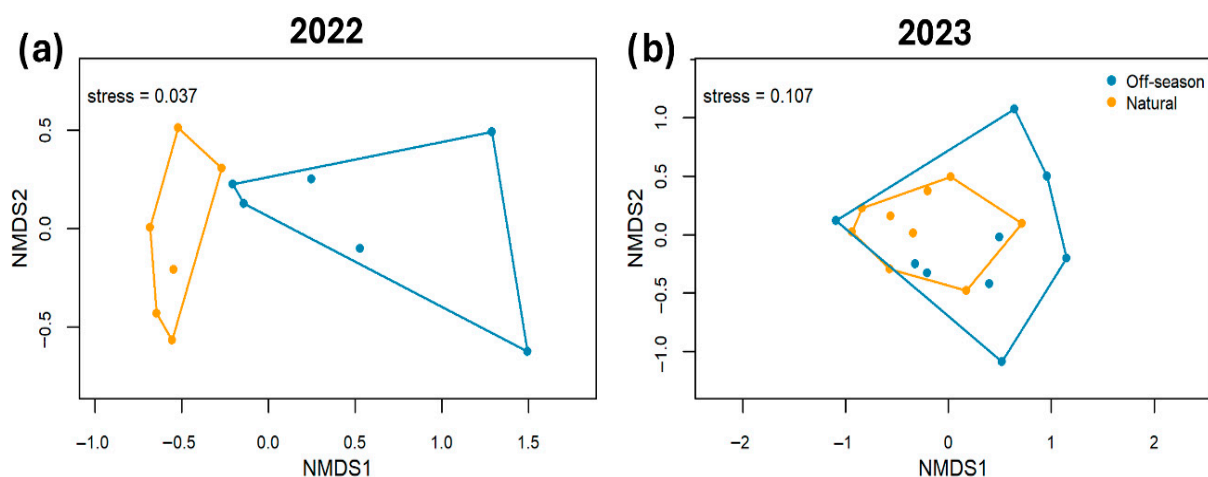 (a)
2022
stress = 0.037
0.5
0.0
−0.5
NMDS2
−1.0 −0.5 0.0 0.5 1.0 1.5
NMDS1
(b)
2023
stress = 0.107
Off-season
Natural
1.0
0.5
0.0
−0.5
−1.0
NMDS2
−2 −1 0 1 2
NMDS1